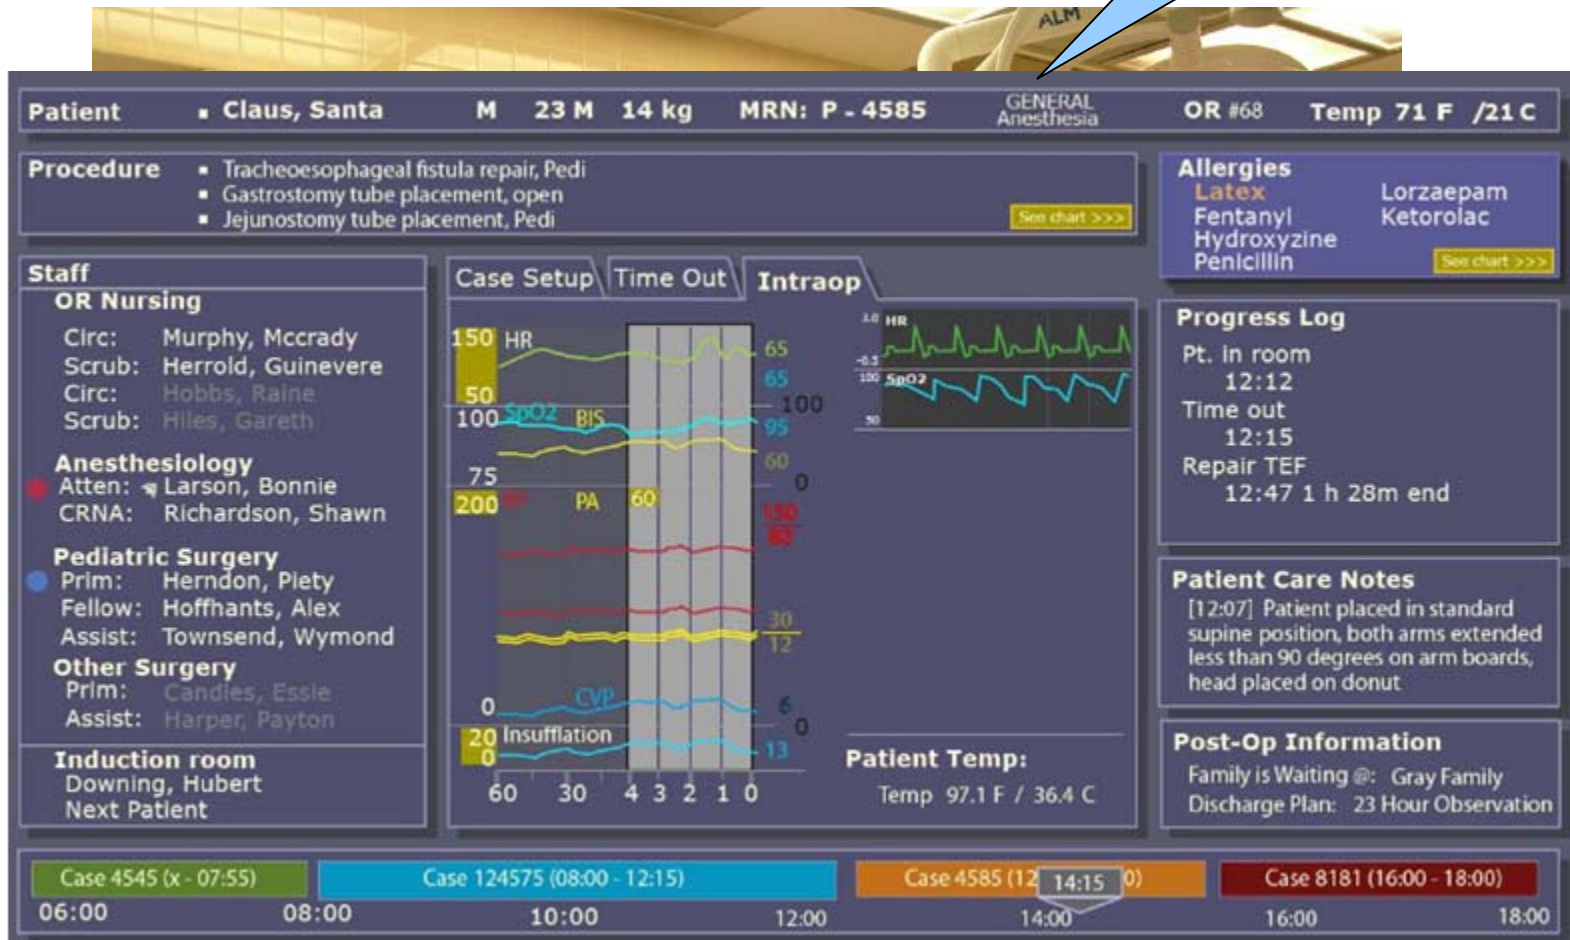 ALM
Patient ▪ Claus, Santa M 23 M 14 kg MRN: P - 4585 GENERAL Anesthesia OR #68 Temp 71 F /21 C
Procedure
▪ Tracheoesophageal fistula repair, Pedi
▪ Gastrostomy tube placement, open
▪ Jejunostomy tube placement, Pedi
See chart >>>
Allergies
Latex Lorzaepam
Fentanyl Ketorolac
Hydroxyzine
Penicillin
See chart >>>
Staff
OR Nursing
Circ: Murphy, Mccrady
Scrub: Herrold, Guinevere
Circ: Hobbs, Raine
Scrub: Hiles, Gareth
Anesthesiology
Atten: Larson, Bonnie
CRNA: Richardson, Shawn
Pediatric Surgery
Prim: Herndon, Piety
Fellow: Hoffhants, Alex
Assist: Townsend, Wymond
Other Surgery
Prim: Candies, Essie
Assist: Harper, Payton
Induction room
Downing, Hubert
Next Patient
Case Setup Time Out Intraop
150 HR 65
65
50
100 SpO2 BIS 100
95
60
75 0
200 PA 60
150
80
30
12
0 CVP 6
0
20 Insufflation
0 13
60 30 4 3 2 1 0
1.0 HR
-0.5
100 SpO2
50
Patient Temp:
Temp 97.1 F / 36.4 C
Progress Log
Pt. in room
12:12
Time out
12:15
Repair TEF
12:47 1 h 28m end
Patient Care Notes
[12:07] Patient placed in standard
supine position, both arms extended
less than 90 degrees on arm boards,
head placed on donut
Post-Op Information
Family is Waiting @: Gray Family
Discharge Plan: 23 Hour Observation
Case 4545 (x - 07:55) Case 124575 (08:00 - 12:15) Case 4585 (12 14:15 0) Case 8181 (16:00 - 18:00)
06:00 08:00 10:00 12:00 14:00 16:00 18:00